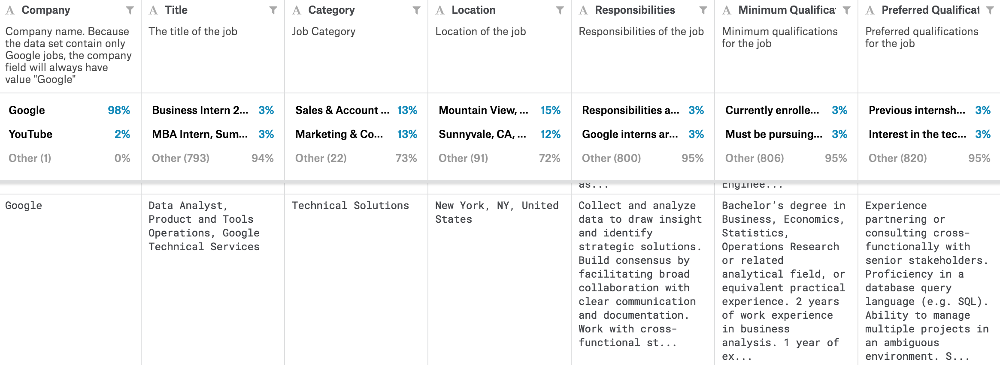 A Company
A Title
A Category
A Location
A Responsibilities
A Minimum Qualifica
A Preferred Qualificat
Company name. Because
the data set contain only
Google jobs, the company
field will always have
value "Google"
The title of the job
Job Category
Location of the job
Responsibilities of the job
Minimum qualifications
for the job
Preferred qualifications
for the job
Google 98%
YouTube 2%
Other (1) 0%
Business Intern 2... 3%
MBA Intern, Sum... 3%
Other (793) 94%
Sales & Account ... 13%
Marketing & Co... 13%
Other (22) 73%
Mountain View, ... 15%
Sunnyvale, CA, ... 12%
Other (91) 72%
Responsibilities a... 3%
Google interns ar... 3%
Other (800) 95%
Currently enrolle... 3%
Must be pursuing... 3%
Other (806) 95%
Previous internsh... 3%
Interest in the tec... 3%
Other (820) 95%
as...
Enginee...
Google
Data Analyst,
Product and Tools
Operations, Google
Technical Services
Technical Solutions
New York, NY, United
States
Collect and analyze
data to draw insight
and identify
strategic solutions.
Build consensus by
facilitating broad
collaboration with
clear communication
and documentation.
Work with cross-
functional st...
Bachelor’s degree in
Business, Economics,
Statistics,
Operations Research
or related
analytical field, or
equivalent practical
experience. 2 years
of work experience
in business
analysis. 1 year of
ex...
Experience
partnering or
consulting cross-
functionally with
senior stakeholders.
Proficiency in a
database query
language (e.g. SQL).
Ability to manage
multiple projects in
an ambiguous
environment. S...